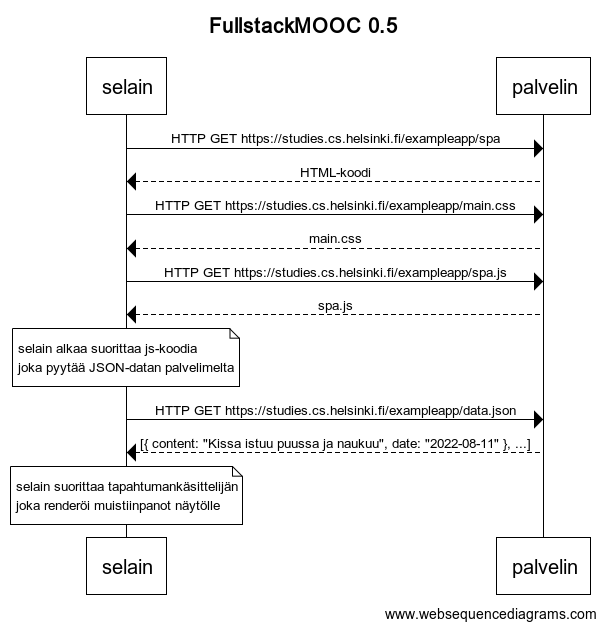 FullstackMOOC 0.5
selain
palvelin
HTTP GET https://studies.cs.helsinki.fi/exampleapp/spa
HTML-koodi
HTTP GET https://studies.cs.helsinki.fi/exampleapp/main.css
main.css
HTTP GET https://studies.cs.helsinki.fi/exampleapp/spa.js
spa.js
selain alkaa suorittaa js-koodia
joka pyytää JSON-datan palvelimelta
HTTP GET https://studies.cs.helsinki.fi/exampleapp/data.json
[{ content: "Kissa istuu puussa ja naukuu", date: "2022-08-11" }, ...]
selain suorittaa tapahtumankäsittelijän
joka renderöi muistiinpanot näytölle
selain
palvelin
www.websequencediagrams.com